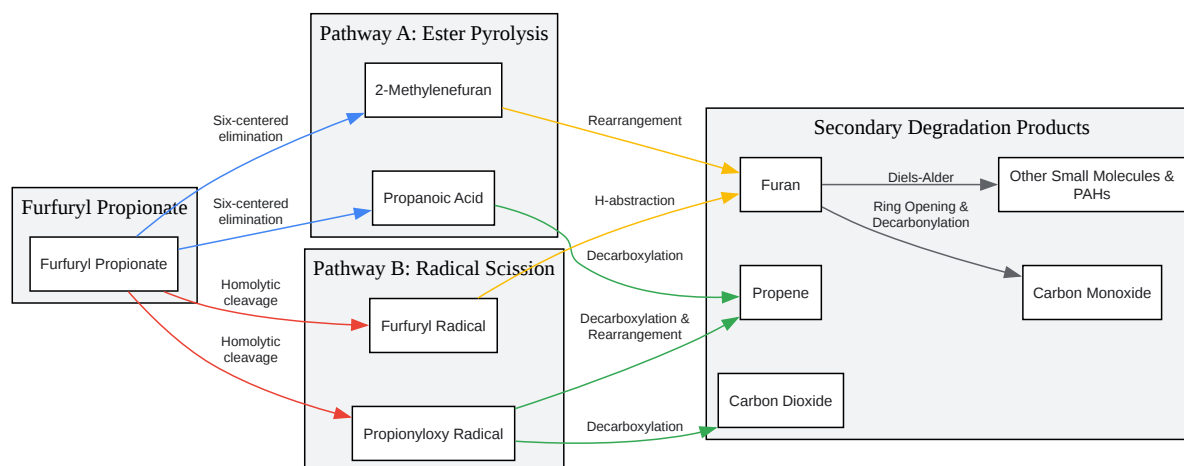 Furfuryl Propionate
Furfuryl Propionate
Six-centered
elimination
Six-centered
elimination
Homolytic
cleavage
Homolytic
cleavage
Pathway A: Ester Pyrolysis
2-Methylenefuran
Propanoic Acid
Pathway B: Radical Scission
Furfuryl Radical
Propionyloxy Radical
Rearrangement
H-abstraction
Decarboxylation
Decarboxylation &
Rearrangement
Decarboxylation
Secondary Degradation Products
Furan
Propene
Carbon Dioxide
Diels-Alder
Ring Opening &
Decarbonylation
Other Small Molecules &
PAHs
Carbon Monoxide